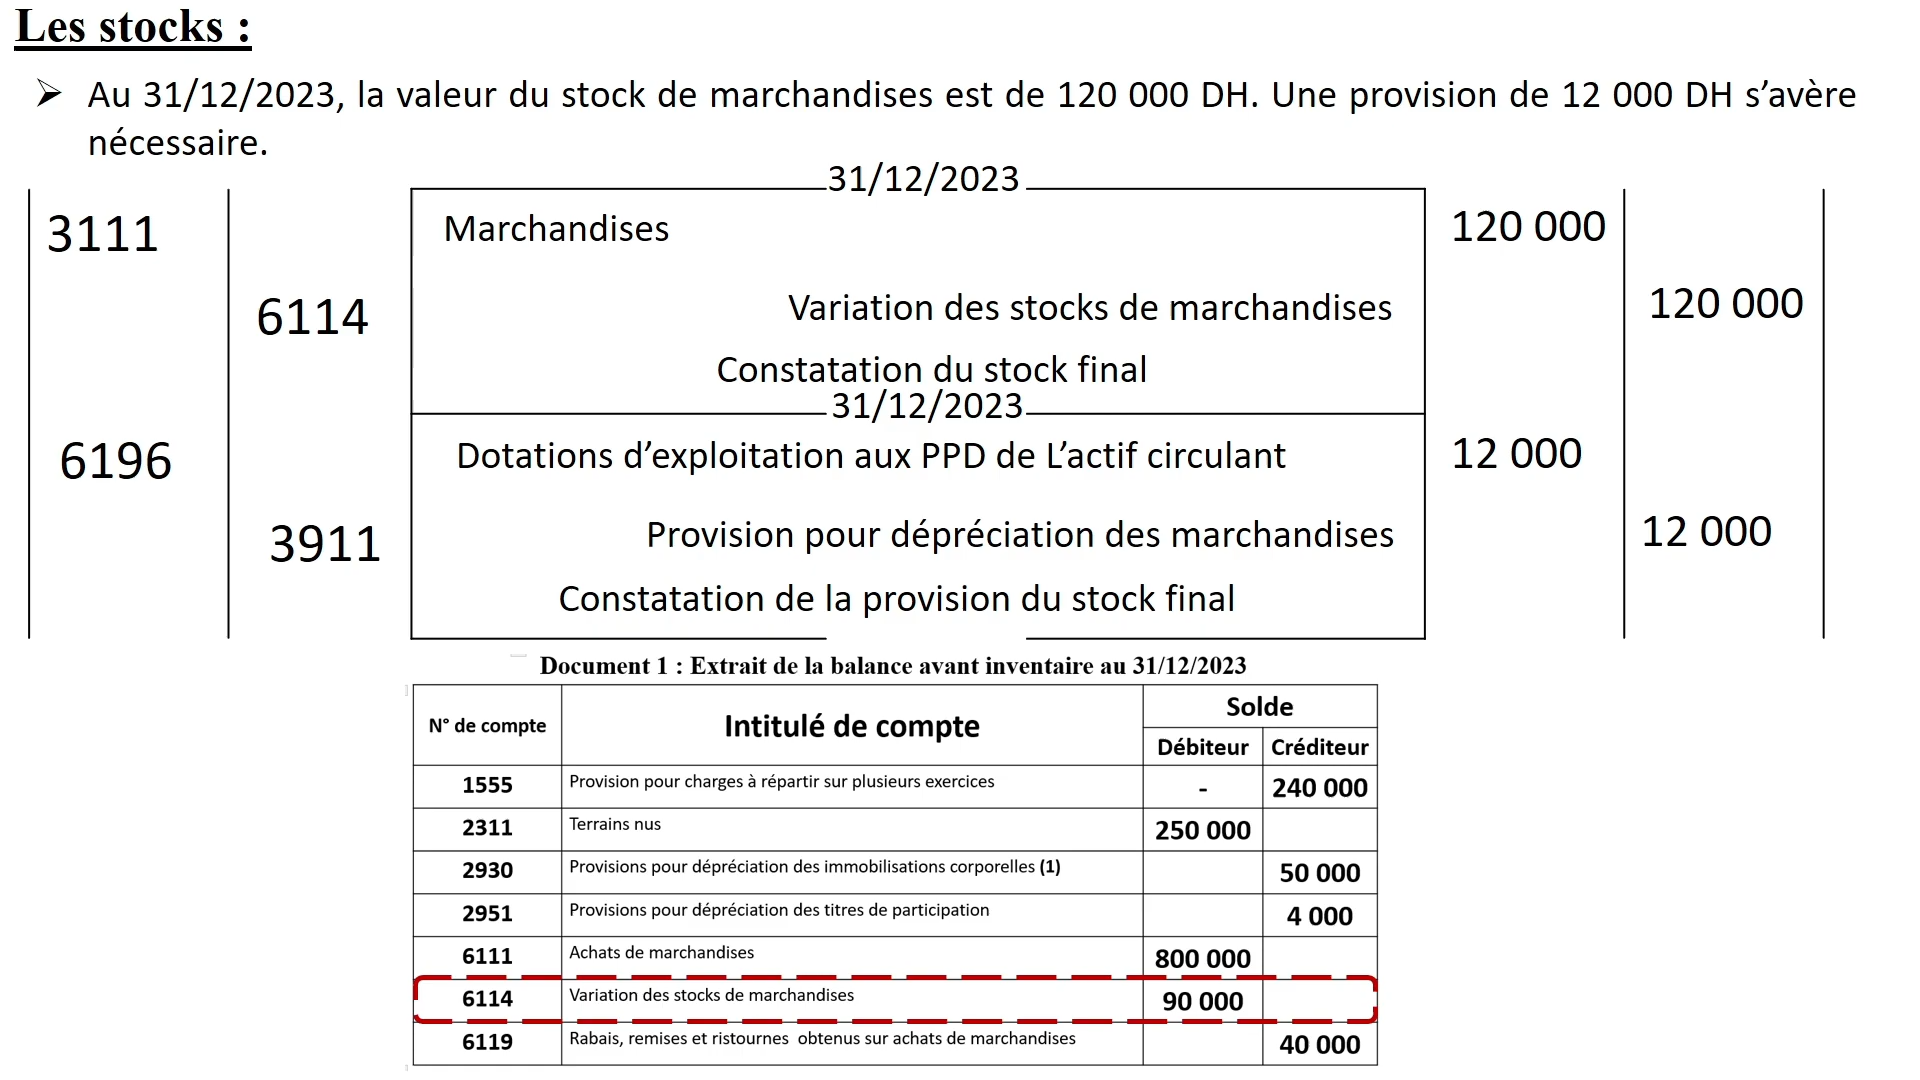 Les stocks :
➢ Au 31/12/2023, la valeur du stock de marchandises est de 120 000 DH. Une provision de 12 000 DH s’avère
nécessaire.
31/12/2023
3111 Marchandises 120 000
6114 Variation des stocks de marchandises 120 000
Constatation du stock final
31/12/2023
6196 Dotations d’exploitation aux PPD de L’actif circulant 12 000
3911 Provision pour dépréciation des marchandises 12 000
Constatation de la provision du stock final
Document 1 : Extrait de la balance avant inventaire au 31/12/2023
N° de compte Intitulé de compte Solde
Débiteur Créditeur
1555 Provision pour charges à répartir sur plusieurs exercices - 240 000
2311 Terrains nus 250 000
2930 Provisions pour dépréciation des immobilisations corporelles (1) 50 000
2951 Provisions pour dépréciation des titres de participation 4 000
6111 Achats de marchandises 800 000
6114 Variation des stocks de marchandises 90 000
6119 Rabais, remises et ristournes obtenus sur achats de marchandises 40 000